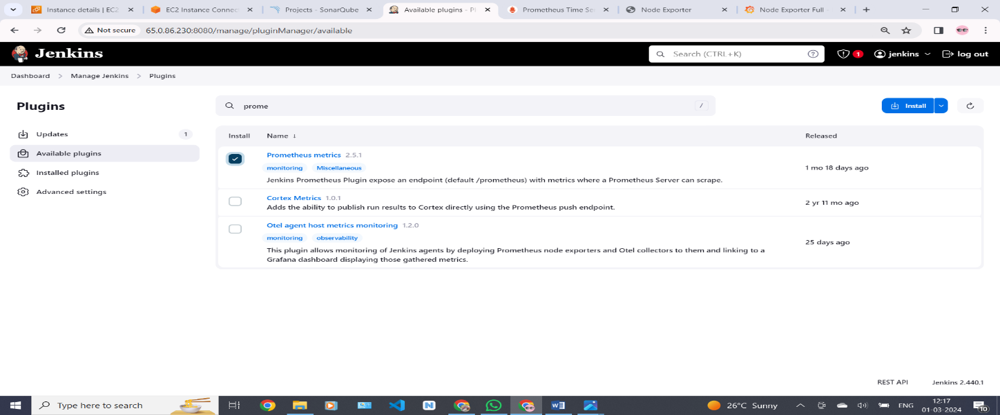 Instance details | EC2
EC2 Instance Connec
Projects - SonarQube
Available plugins - Pl
Prometheus Time Se
Node Exporter
Node Exporter Full
Not secure
65.0.86.230:8080/manage/pluginManager/available
Jenkins
Search (CTRL+K)
1
jenkins
log out
Dashboard
Manage Jenkins
Plugins
Plugins
prome
/
Install
Updates
1
Available plugins
Installed plugins
Advanced settings
Install
Name ↓
Released
Prometheus metrics 2.5.1
monitoring
Miscellaneous
Jenkins Prometheus Plugin expose an endpoint (default /prometheus) with metrics where a Prometheus Server can scrape.
1 mo 18 days ago
Cortex Metrics 1.0.1
Adds the ability to publish run results to Cortex directly using the Prometheus push endpoint.
2 yr 11 mo ago
Otel agent host metrics monitoring 1.2.0
monitoring
observability
This plugin allows monitoring of Jenkins agents by deploying Prometheus node exporters and Otel collectors to them and linking to a
Grafana dashboard displaying those gathered metrics.
25 days ago
REST API
Jenkins 2.440.1
Type here to search
26°C Sunny
ENG
12:17
01-03-2024
10